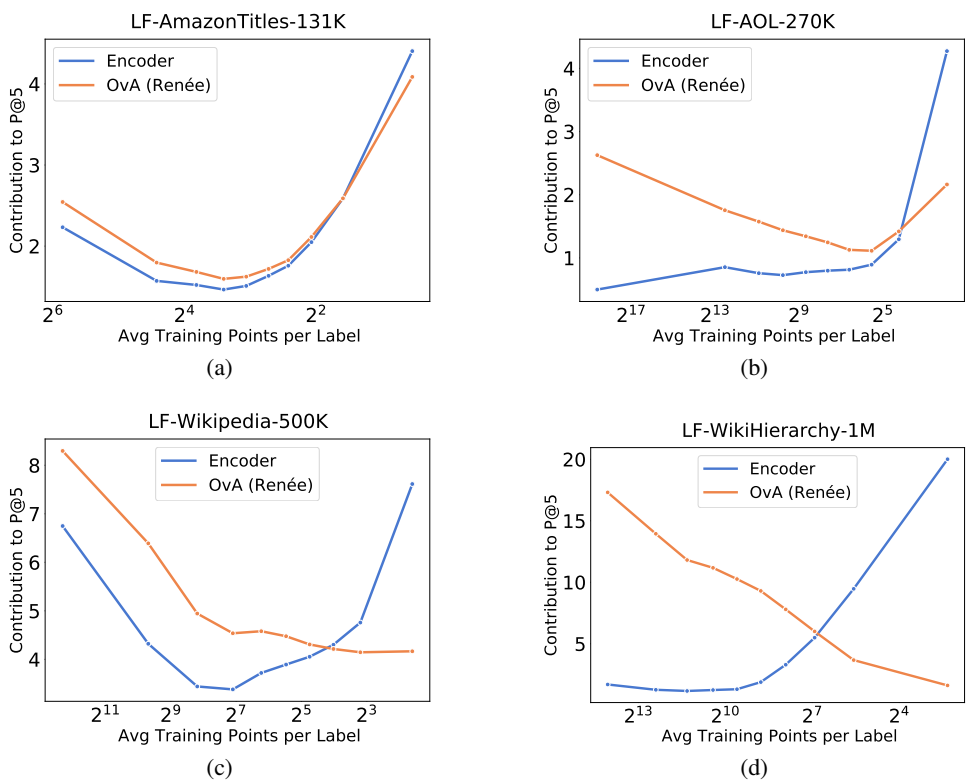 LF-AmazonTitles-131K
Contribution to P@5
4
3
2
Encoder
OvA (Renée)
2^6 2^4 2^2
Avg Training Points per Label
(a)
LF-AOL-270K
Contribution to P@5
4
3
2
1
Encoder
OvA (Renée)
2^17 2^13 2^9 2^5
Avg Training Points per Label
(b)
LF-Wikipedia-500K
Contribution to P@5
8
7
6
5
4
Encoder
OvA (Renée)
2^11 2^9 2^7 2^5 2^3
Avg Training Points per Label
(c)
LF-WikiHierarchy-1M
Contribution to P@5
20
15
10
5
Encoder
OvA (Renée)
2^13 2^10 2^7 2^4
Avg Training Points per Label
(d)